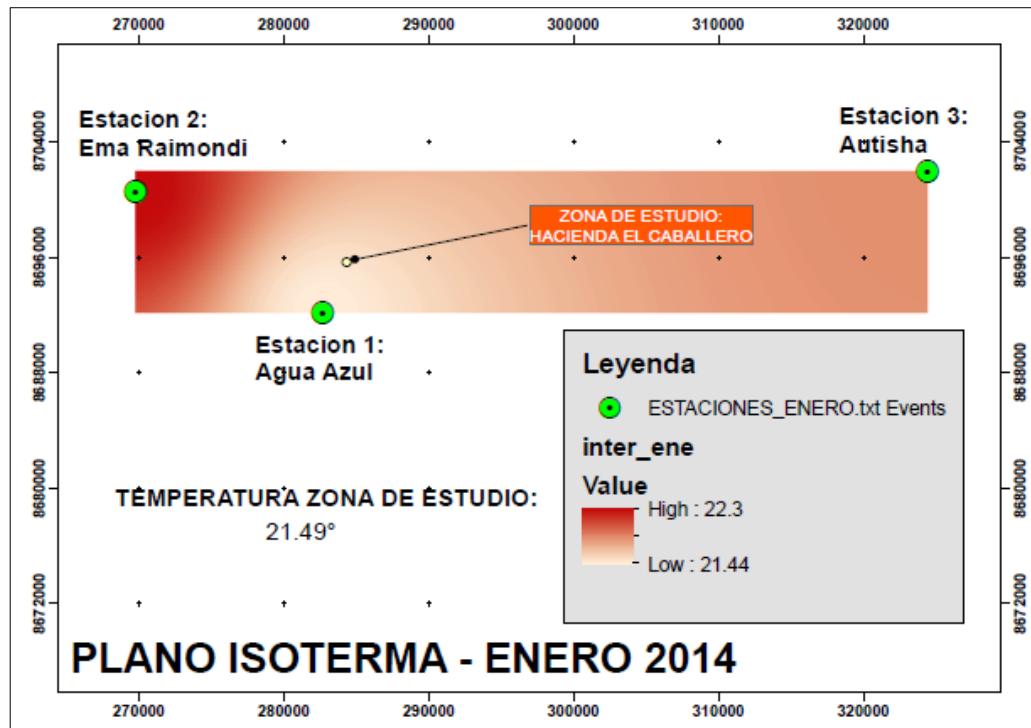 270000 280000 290000 300000 310000 320000
Estacion 2:
Ema Raimondi
Estacion 3:
Autisha
8704000 8704000
ZONA DE ESTUDIO:
HACIENDA EL CABALLERO
8696000 8696000
Estacion 1:
Agua Azul
8688000 8688000
Leyenda
ESTACIONES_ENERO.txt Events
inter_ene
Value
High : 22.3
Low : 21.44
8680000 8680000
TEMPERATURA ZONA DE ESTUDIO:
21.49°
8672000 8672000
PLANO ISOTERMA - ENERO 2014
270000 280000 290000 300000 310000 320000